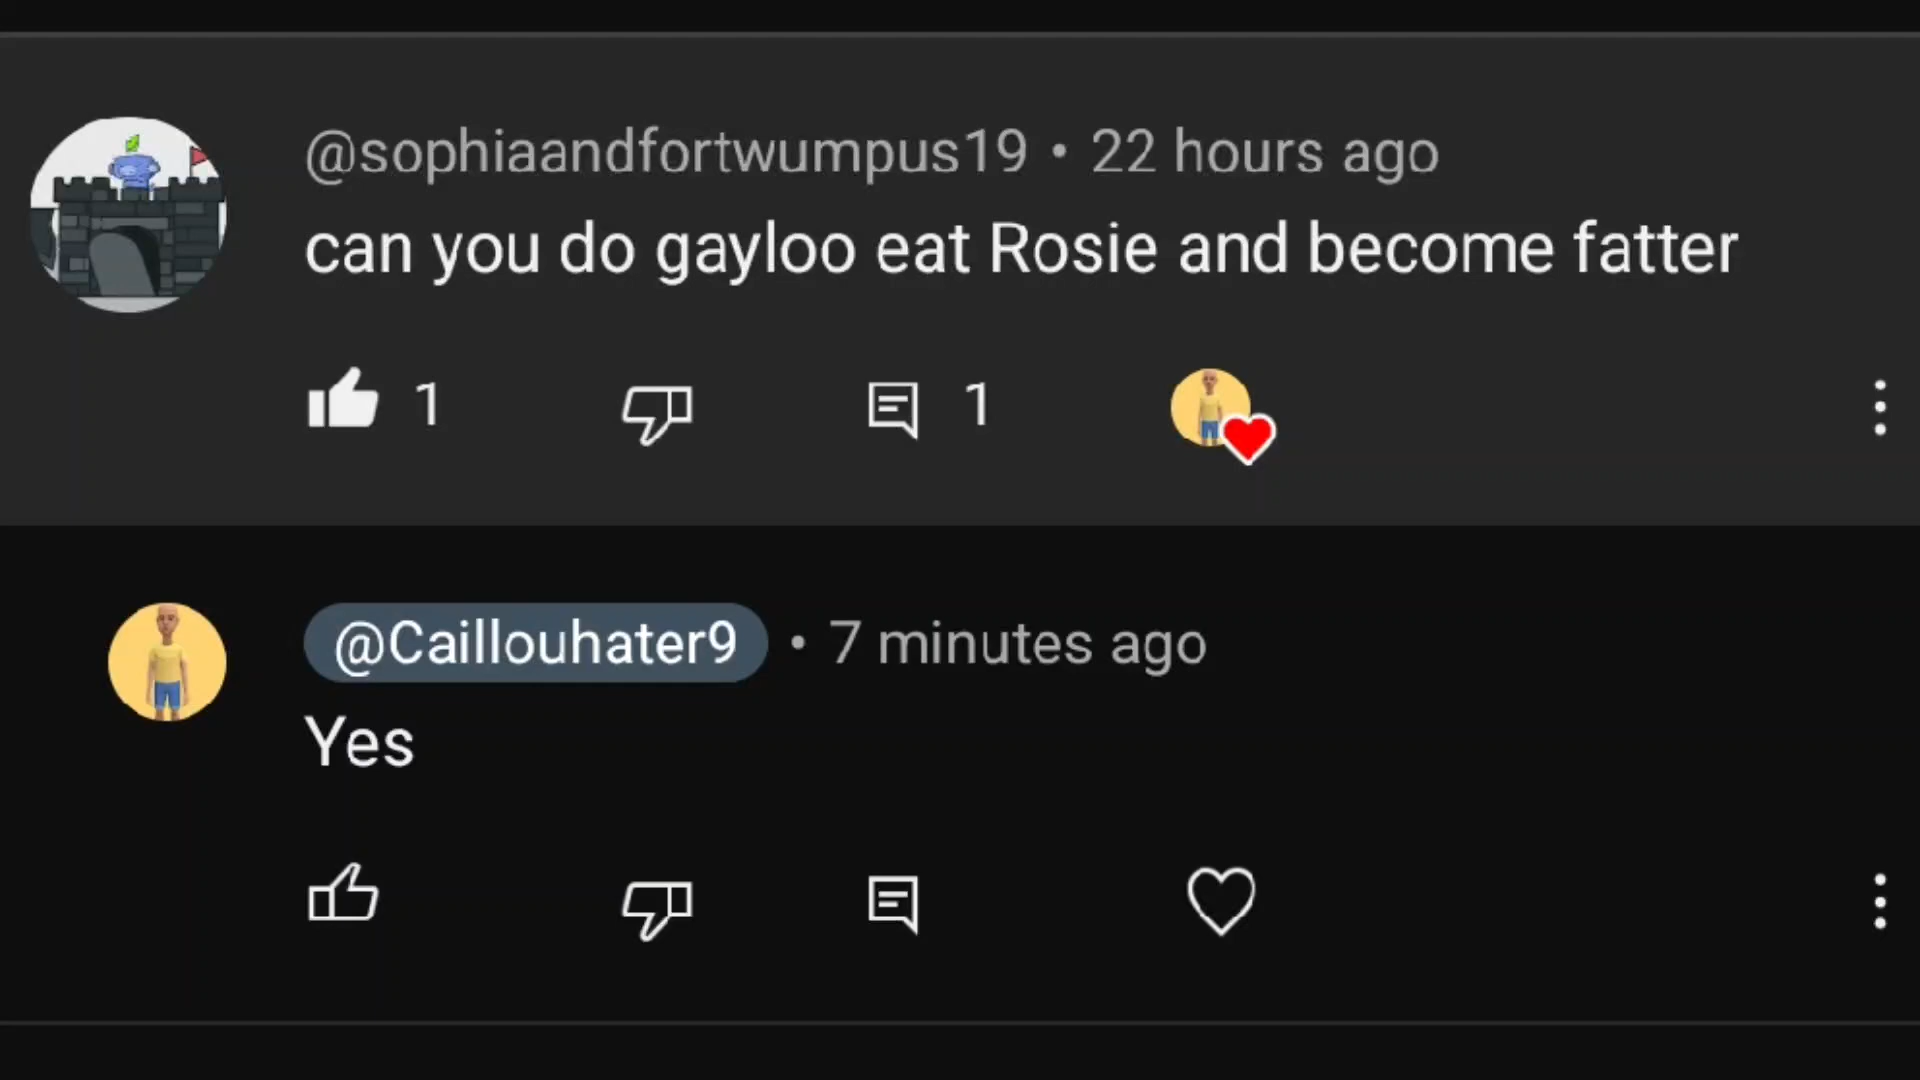 @sophiaandfortwumpus19 • 22 hours ago
can you do gayloo eat Rosie and become fatter
1 1
@Caillouhater9 • 7 minutes ago
Yes